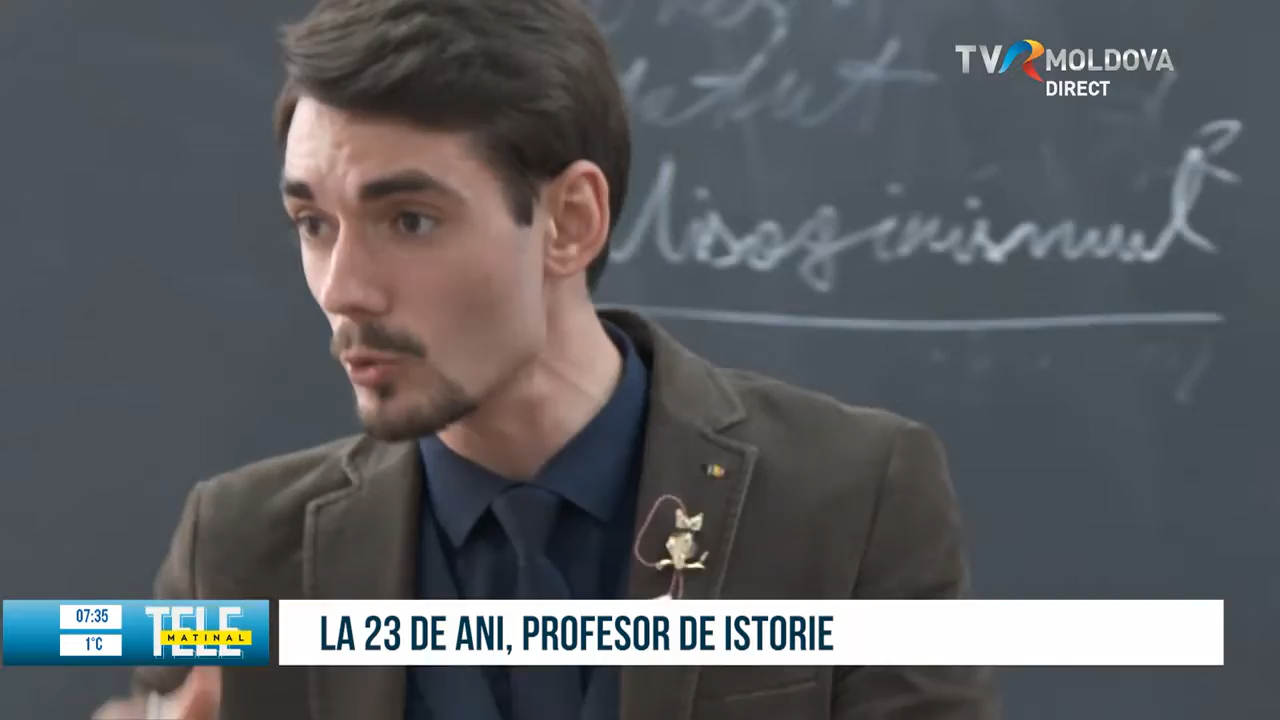 TVR MOLDOVA
DIRECT
Misoginismul
07:35
1°C
TELE
MATINAL
LA 23 DE ANI, PROFESOR DE ISTORIE